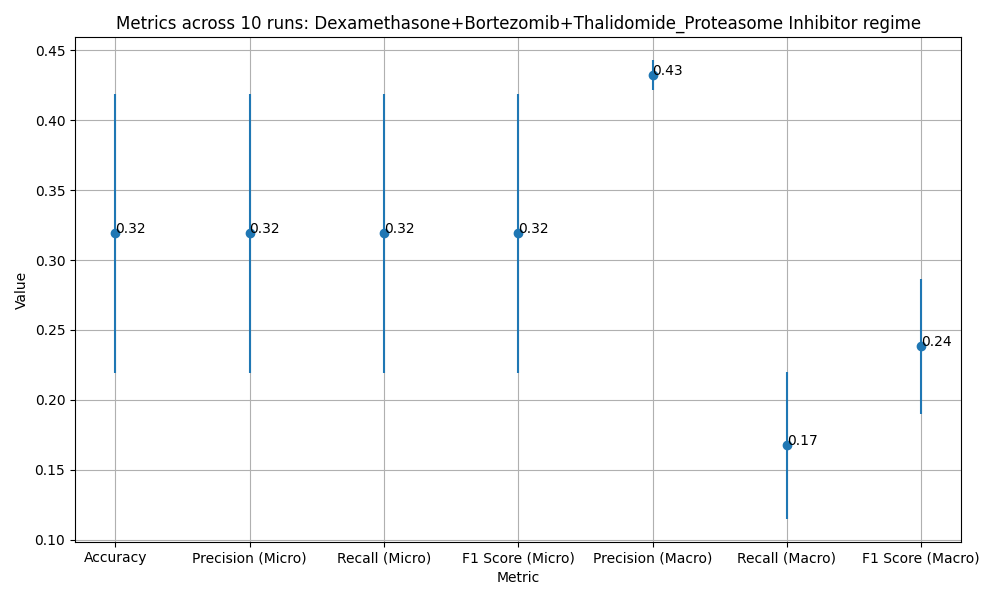 Metrics across 10 runs: Dexamethasone+Bortezomib+Thalidomide_Proteasome Inhibitor regime
0.45
0.40
0.35
0.30
0.25
0.20
0.15
0.10
Value
0.32
0.32
0.32
0.32
0.43
0.17
0.24
Accuracy
Precision (Micro)
Recall (Micro)
F1 Score (Micro)
Precision (Macro)
Recall (Macro)
F1 Score (Macro)
Metric